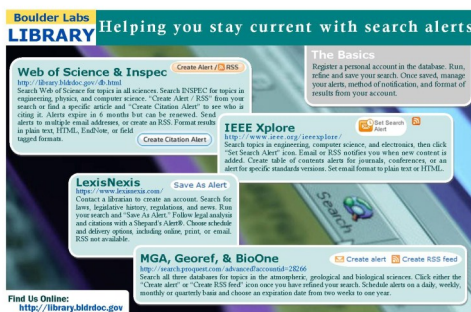 Boulder Labs
LIBRARY
Helping you stay current with search alerts
The Basics
Register a personal account in the database. Run,
refine and save your search. Once saved, manage
your alerts, method of notification, and format of
results from your account.
Web of Science & Inspec
Create Alert / RSS
http://library.bldrdoc.gov/db.html
Search Web of Science for topics in all sciences. Search INSPEC for topics in
engineering, physics, and computer science. "Create Alert / RSS" from your
search or find a specific article and "Create Citation Alert" to see who is
citing it. Alerts expire in 6 months but can be renewed. Send
alerts to multiple email addresses, or create an RSS. Format results
in plain text, HTML, EndNote, or field
tagged formats.
Create Citation Alert
IEEE Xplore
Set Search
Alert
http://www.ieee.org/ieeexplore/
Search topics in engineering, computer science, and electronics, then click
"Set Search Alert" icon. Email or RSS notifies you when new content is
added. Create table of contents alerts for journals, conferences, or an
alert for specific standards versions. Set email format to plain text or HTML.
LexisNexis
Save As Alert
https://www.lexisnexis.com/
Contact a librarian to create an account. Search for
laws, legislative history, regulations, and news. Run
your search and "Save As Alert." Follow legal analysis
and citations with a Shepard's Alert®. Choose schedule
and delivery options, including online, print, or email.
RSS not available.
Search
MGA, Georef, & BioOne
Create alert
Create RSS feed
http://search.proquest.com/advanced?accountid=28266
Search all three databases for topics in the atmospheric, geological and biological sciences. Click either the
"Create alert" or "Create RSS feed" icon once you have refined your search. Schedule alerts on a daily, weekly,
monthly or quarterly basis and choose an expiration date from two weeks to one year.
Find Us Online:
http://library.bldrdoc.gov